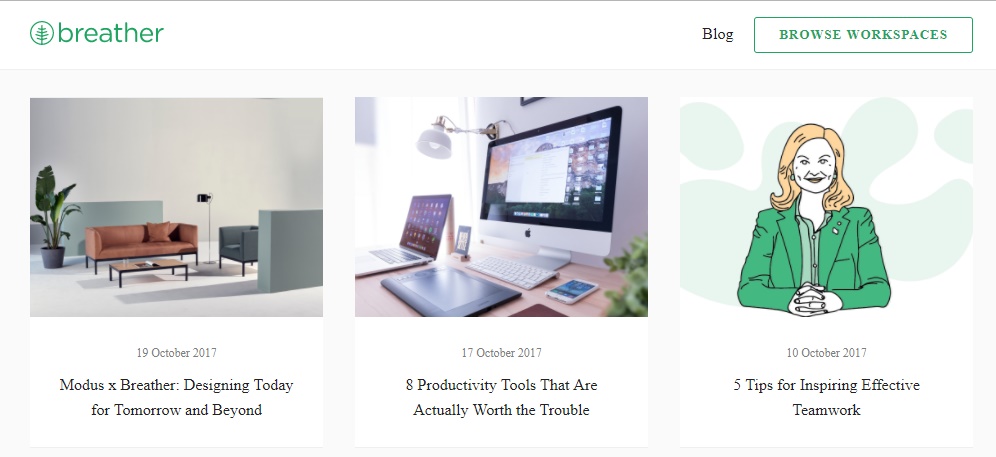 breather
Blog
BROWSE WORKSPACES
19 October 2017
Modus x Breather: Designing Today
for Tomorrow and Beyond
17 October 2017
8 Productivity Tools That Are
Actually Worth the Trouble
10 October 2017
5 Tips for Inspiring Effective
Teamwork